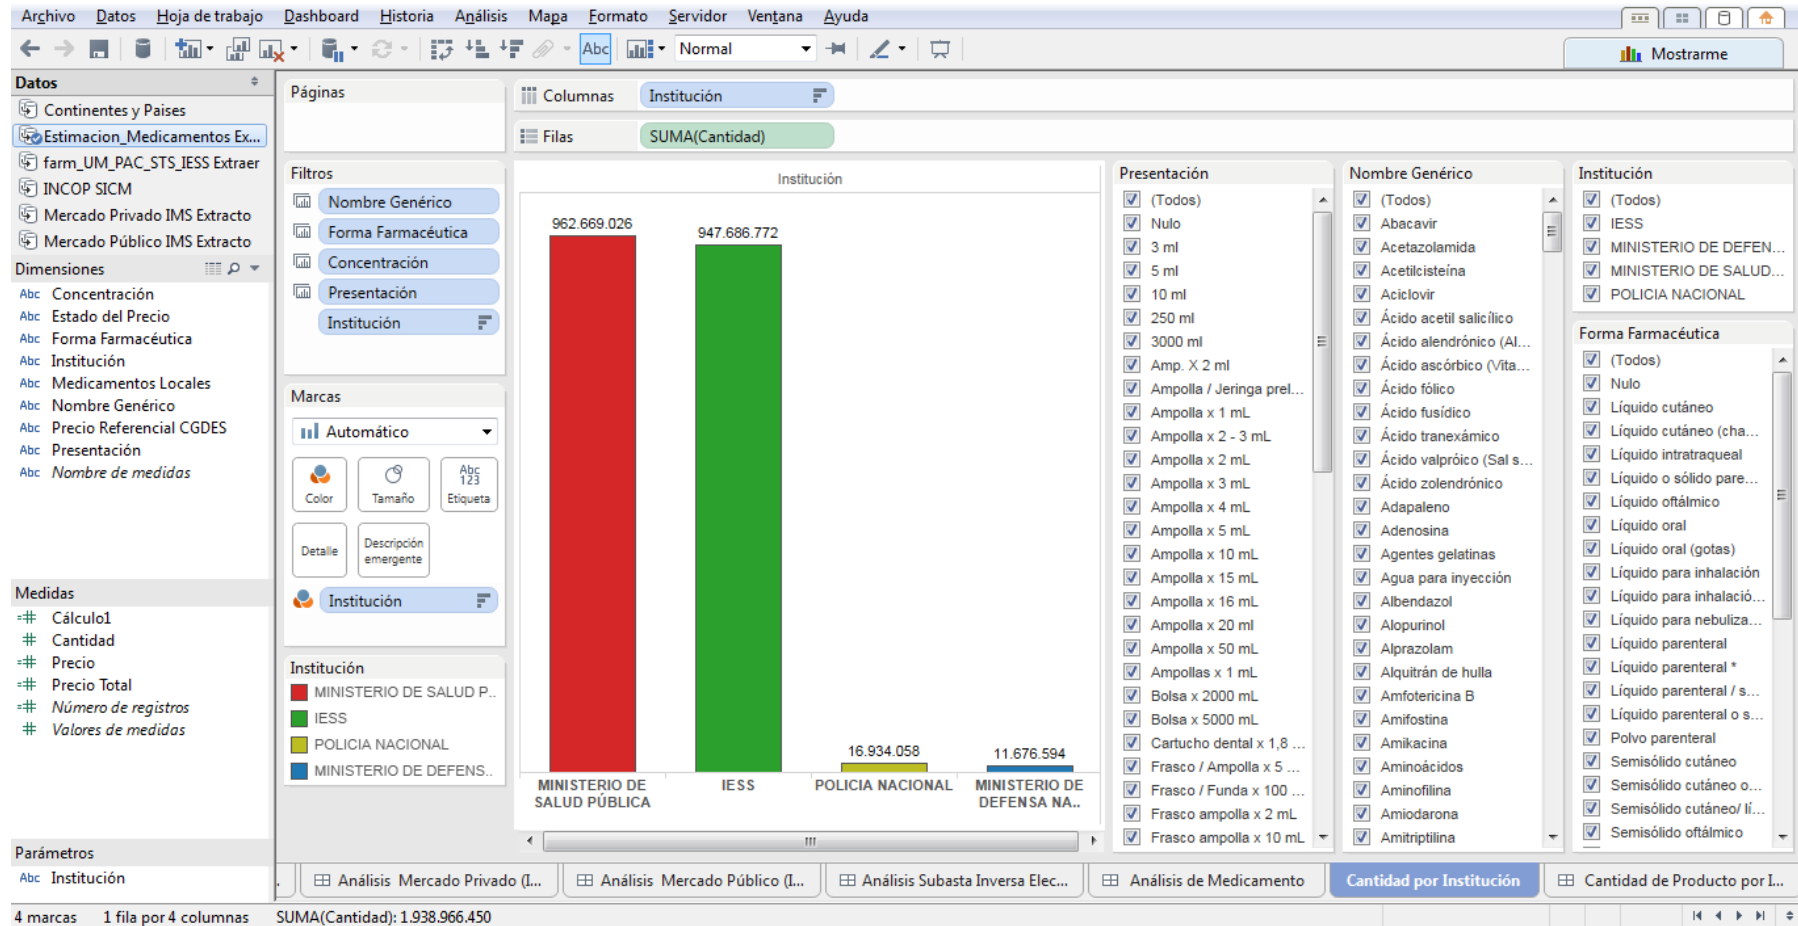 Archivo Datos Hoja de trabajo Dashboard Historia Análisis Mapa Formato Servidor Ventana Ayuda
Abc Normal Mostrarme
Datos
Continentes y Paises
Estimacion_Medicamentos Ex...
farm_UM_PAC_STS_IESS Extraer
INCOP SICM
Mercado Privado IMS Extracto
Mercado Público IMS Extracto
Dimensiones
Abc Concentración
Abc Estado del Precio
Abc Forma Farmacéutica
Abc Institución
Abc Medicamentos Locales
Abc Nombre Genérico
Abc Precio Referencial CGDES
Abc Presentación
Abc Nombre de medidas
Medidas
Cálculo1
Cantidad
Precio
Precio Total
Número de registros
Valores de medidas
Parámetros
Abc Institución
Páginas
Filtros
Nombre Genérico
Forma Farmacéutica
Concentración
Presentación
Institución
Marcas
Automático
Color
Tamaño
Abc
123
Etiqueta
Detalle
Descripción
emergente
Institución
Institución
MINISTERIO DE SALUD P..
IESS
POLICIA NACIONAL
MINISTERIO DE DEFENS..
Columnas Institución
Filas SUMA(Cantidad)
Institución
962.669.026
947.686.772
16.934.058
11.676.594
MINISTERIO DE
SALUD PÚBLICA
IESS
POLICIA NACIONAL
MINISTERIO DE
DEFENSA NA..
Presentación
(Todos)
Nulo
3 ml
5 ml
10 ml
250 ml
3000 ml
Amp. X 2 ml
Ampolla / Jeringa prel...
Ampolla x 1 mL
Ampolla x 2 - 3 mL
Ampolla x 2 mL
Ampolla x 3 mL
Ampolla x 4 mL
Ampolla x 5 mL
Ampolla x 10 mL
Ampolla x 15 mL
Ampolla x 16 mL
Ampolla x 20 ml
Ampolla x 50 mL
Ampollas x 1 mL
Bolsa x 2000 mL
Bolsa x 5000 mL
Cartucho dental x 1,8 ...
Frasco / Ampolla x 5 ...
Frasco / Funda x 100 ...
Frasco ampolla x 2 mL
Frasco ampolla x 10 mL
Nombre Genérico
(Todos)
Abacavir
Acetazolamida
Acetilcisteína
Aciclovir
Ácido acetil salicílico
Ácido alendrónico (Al...
Ácido ascórbico (Vita...
Ácido fólico
Ácido fusídico
Ácido tranexámico
Ácido valpróico (Sal s...
Ácido zolendrónico
Adapaleno
Adenosina
Agentes gelatinas
Agua para inyección
Albendazol
Alopurinol
Alprazolam
Alquitrán de hulla
Amfotericina B
Amifostina
Amikacina
Aminoácidos
Aminofilina
Amiodarona
Amitriptilina
Institución
(Todos)
IESS
MINISTERIO DE DEFEN...
MINISTERIO DE SALUD...
POLICIA NACIONAL
Forma Farmacéutica
(Todos)
Nulo
Líquido cutáneo
Líquido cutáneo (cha...
Líquido intratraqueal
Líquido o sólido pare...
Líquido oftálmico
Líquido oral
Líquido oral (gotas)
Líquido para inhalación
Líquido para inhalació...
Líquido para nebuliza...
Líquido parenteral
Líquido parenteral *
Líquido parenteral / s...
Líquido parenteral o s...
Polvo parenteral
Semisólido cutáneo
Semisólido cutáneo o...
Semisólido cutáneo/ lí...
Semisólido oftálmico
Análisis Mercado Privado (I... Análisis Mercado Público (I... Análisis Subasta Inversa Elec... Análisis de Medicamento Cantidad por Institución Cantidad de Producto por I...
4 marcas 1 fila por 4 columnas SUMA(Cantidad): 1.938.966.450